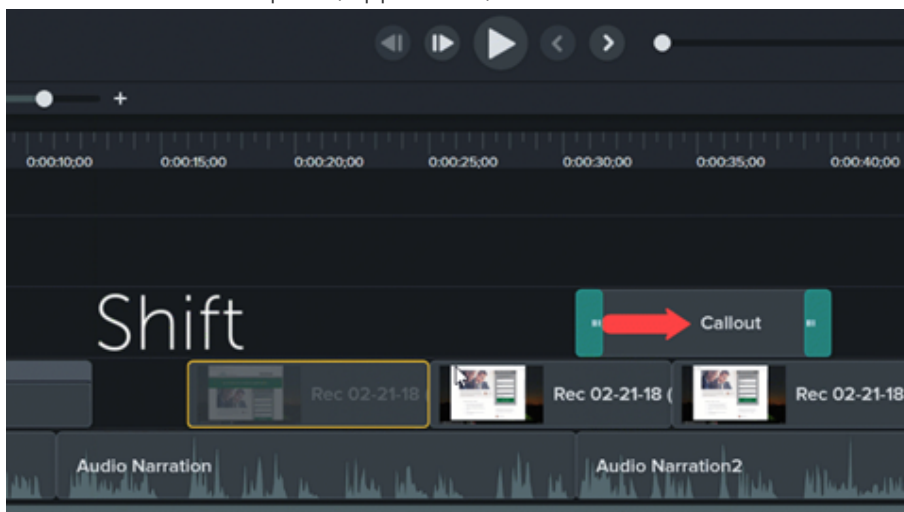 +
0:00:10;00 0:00:15;00 0:00:20;00 0:00:25;00 0:00:30;00 0:00:35;00 0:00:40;00
Shift
Callout
Rec 02-21-18 Rec 02-21-18 ( Rec 02-21-18
Audio Narration Audio Narration2